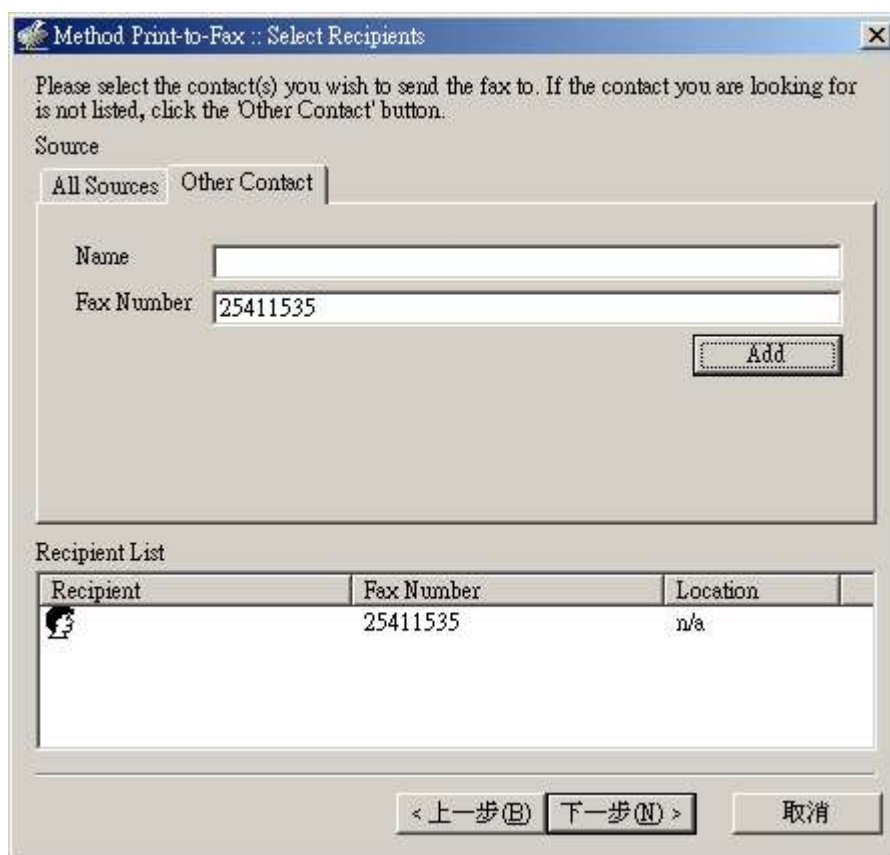 Method Print-to-Fax :: Select Recipients
Please select the contact(s) you wish to send the fax to. If the contact you are looking for
is not listed, click the 'Other Contact' button.
Source
All Sources Other Contact
Name
Fax Number 25411535
Add
Recipient List
Recipient Fax Number Location
25411535 n/a
< 上一步(B) 下一步(N) > 取消